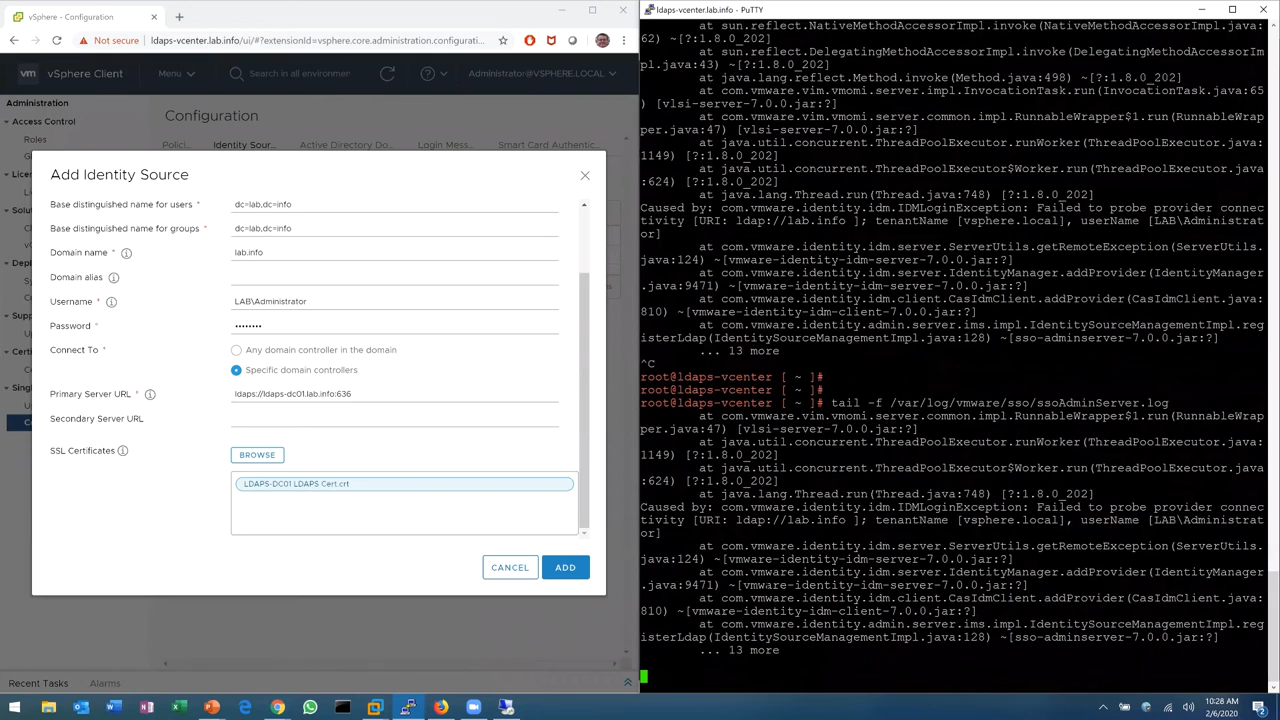 vSphere - Configuration
Not secure
ldaps-vcenter.lab.info/ui/#?extensionId=vsphere.core.administration.configurati...
vm
vSphere Client
Menu
Search in all environmen
Administrator@VSPHERE.LOCAL
Administration
Access Control
Roles
Configuration
Polici...
Identity Sour...
Active Directory Do...
Login Mess...
Smart Card Authentic...
Add Identity Source
Base distinguished name for users *
dc=lab,dc=info
Base distinguished name for groups *
dc=lab,dc=info
Domain name *
lab.info
Domain alias
Username *
LAB\Administrator
Password *
••••••••
Connect To *
Any domain controller in the domain
Specific domain controllers
Primary Server URL *
ldaps://ldaps-dc01.lab.info:636
Secondary Server URL
SSL Certificates
BROWSE
LDAPS-DC01 LDAPS Cert.crt
CANCEL
ADD
Recent Tasks
Alarms
ldaps-vcenter.lab.info - PuTTY
at sun.reflect.NativeMethodAccessorImpl.invoke(NativeMethodAccessorImpl.java:
62) ~[?:1.8.0_202]
at sun.reflect.DelegatingMethodAccessorImpl.invoke(DelegatingMethodAccessorIm
pl.java:43) ~[?:1.8.0_202]
at java.lang.reflect.Method.invoke(Method.java:498) ~[?:1.8.0_202]
at com.vmware.vim.vmomi.server.impl.InvocationTask.run(InvocationTask.java:65
) [vlsi-server-7.0.0.jar:?]
at com.vmware.vim.vmomi.server.common.impl.RunnableWrapper$1.run(RunnableWrap
per.java:47) [vlsi-server-7.0.0.jar:?]
at java.util.concurrent.ThreadPoolExecutor.runWorker(ThreadPoolExecutor.java:
1149) [?:1.8.0_202]
at java.util.concurrent.ThreadPoolExecutor$Worker.run(ThreadPoolExecutor.java
:624) [?:1.8.0_202]
at java.lang.Thread.run(Thread.java:748) [?:1.8.0_202]
Caused by: com.vmware.identity.idm.IDMLoginException: Failed to probe provider connec
tivity [URI: ldap://lab.info ]; tenantName [vsphere.local], userName [LAB\Administrat
or]
at com.vmware.identity.idm.server.ServerUtils.getRemoteException(ServerUtils.
java:124) ~[vmware-identity-idm-server-7.0.0.jar:?]
at com.vmware.identity.idm.server.IdentityManager.addProvider(IdentityManager
.java:9471) ~[vmware-identity-idm-server-7.0.0.jar:?]
at com.vmware.identity.idm.client.CasIdmClient.addProvider(CasIdmClient.java:
810) ~[vmware-identity-idm-client-7.0.0.jar:?]
at com.vmware.identity.admin.server.ims.impl.IdentitySourceManagementImpl.reg
isterLdap(IdentitySourceManagementImpl.java:128) ~[sso-adminserver-7.0.0.jar:?]
... 13 more
^C
root@ldaps-vcenter [ ~ ]#
root@ldaps-vcenter [ ~ ]#
root@ldaps-vcenter [ ~ ]# tail -f /var/log/vmware/sso/ssoAdminServer.log
at com.vmware.vim.vmomi.server.common.impl.RunnableWrapper$1.run(RunnableWrap
per.java:47) [vlsi-server-7.0.0.jar:?]
at java.util.concurrent.ThreadPoolExecutor.runWorker(ThreadPoolExecutor.java:
1149) [?:1.8.0_202]
at java.util.concurrent.ThreadPoolExecutor$Worker.run(ThreadPoolExecutor.java
:624) [?:1.8.0_202]
at java.lang.Thread.run(Thread.java:748) [?:1.8.0_202]
Caused by: com.vmware.identity.idm.IDMLoginException: Failed to probe provider connec
tivity [URI: ldap://lab.info ]; tenantName [vsphere.local], userName [LAB\Administrat
or]
at com.vmware.identity.idm.server.ServerUtils.getRemoteException(ServerUtils.
java:124) ~[vmware-identity-idm-server-7.0.0.jar:?]
at com.vmware.identity.idm.server.IdentityManager.addProvider(IdentityManager
.java:9471) ~[vmware-identity-idm-server-7.0.0.jar:?]
at com.vmware.identity.idm.client.CasIdmClient.addProvider(CasIdmClient.java:
810) ~[vmware-identity-idm-client-7.0.0.jar:?]
at com.vmware.identity.admin.server.ims.impl.IdentitySourceManagementImpl.reg
isterLdap(IdentitySourceManagementImpl.java:128) ~[sso-adminserver-7.0.0.jar:?]
... 13 more
10:28 AM
2/6/2020